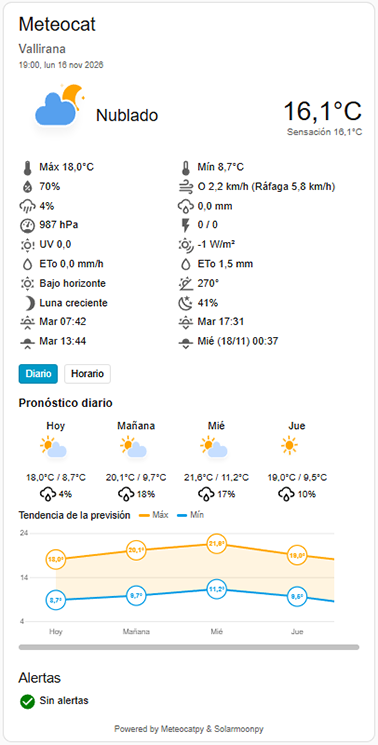 Meteocat
Vallirana
19:00, lun 16 nov 2026
Nublado
16,1°C
Sensación 16,1°C
Máx 18,0°C
Mín 8,7°C
70%
O 2,2 km/h (Ráfaga 5,8 km/h)
4%
0,0 mm
987 hPa
0 / 0
UV 0,0
-1 W/m²
ETo 0,0 mm/h
ETo 1,5 mm
Bajo horizonte
270°
Luna creciente
41%
Mar 07:42
Mar 17:31
Mar 13:44
Mié (18/11) 00:37
Diario
Horario
Pronóstico diario
Hoy Mañana Mié Jue
18,0°C / 8,7°C 20,1°C / 9,7°C 21,6°C / 11,2°C 19,0°C / 9,5°C
4% 18% 17% 10%
Tendencia de la previsión Máx Mín
24
18,0° 20,1° 21,6° 19,0°
14
8,7° 9,7° 11,2° 9,5°
4
Hoy Mañana Mié Jue
Alertas
Sin alertas
Powered by Meteocatpy & Solarmoonpy